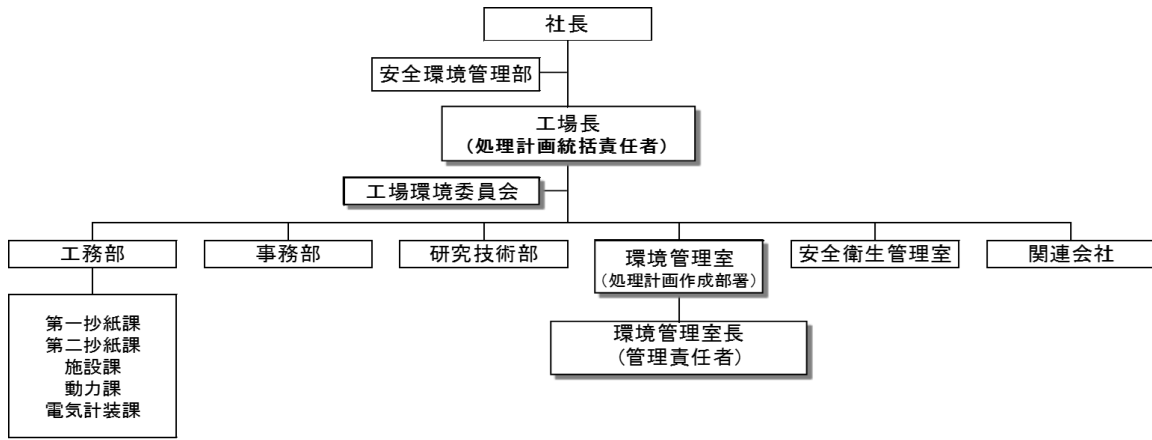 社長
安全環境管理部
工場長
（処理計画統括責任者）
工場環境委員会
工務部
事務部
研究技術部
環境管理室
（処理計画作成部署）
安全衛生管理室
関連会社
第一抄紙課
第二抄紙課
施設課
動力課
電気計装課
環境管理室長
（管理責任者）